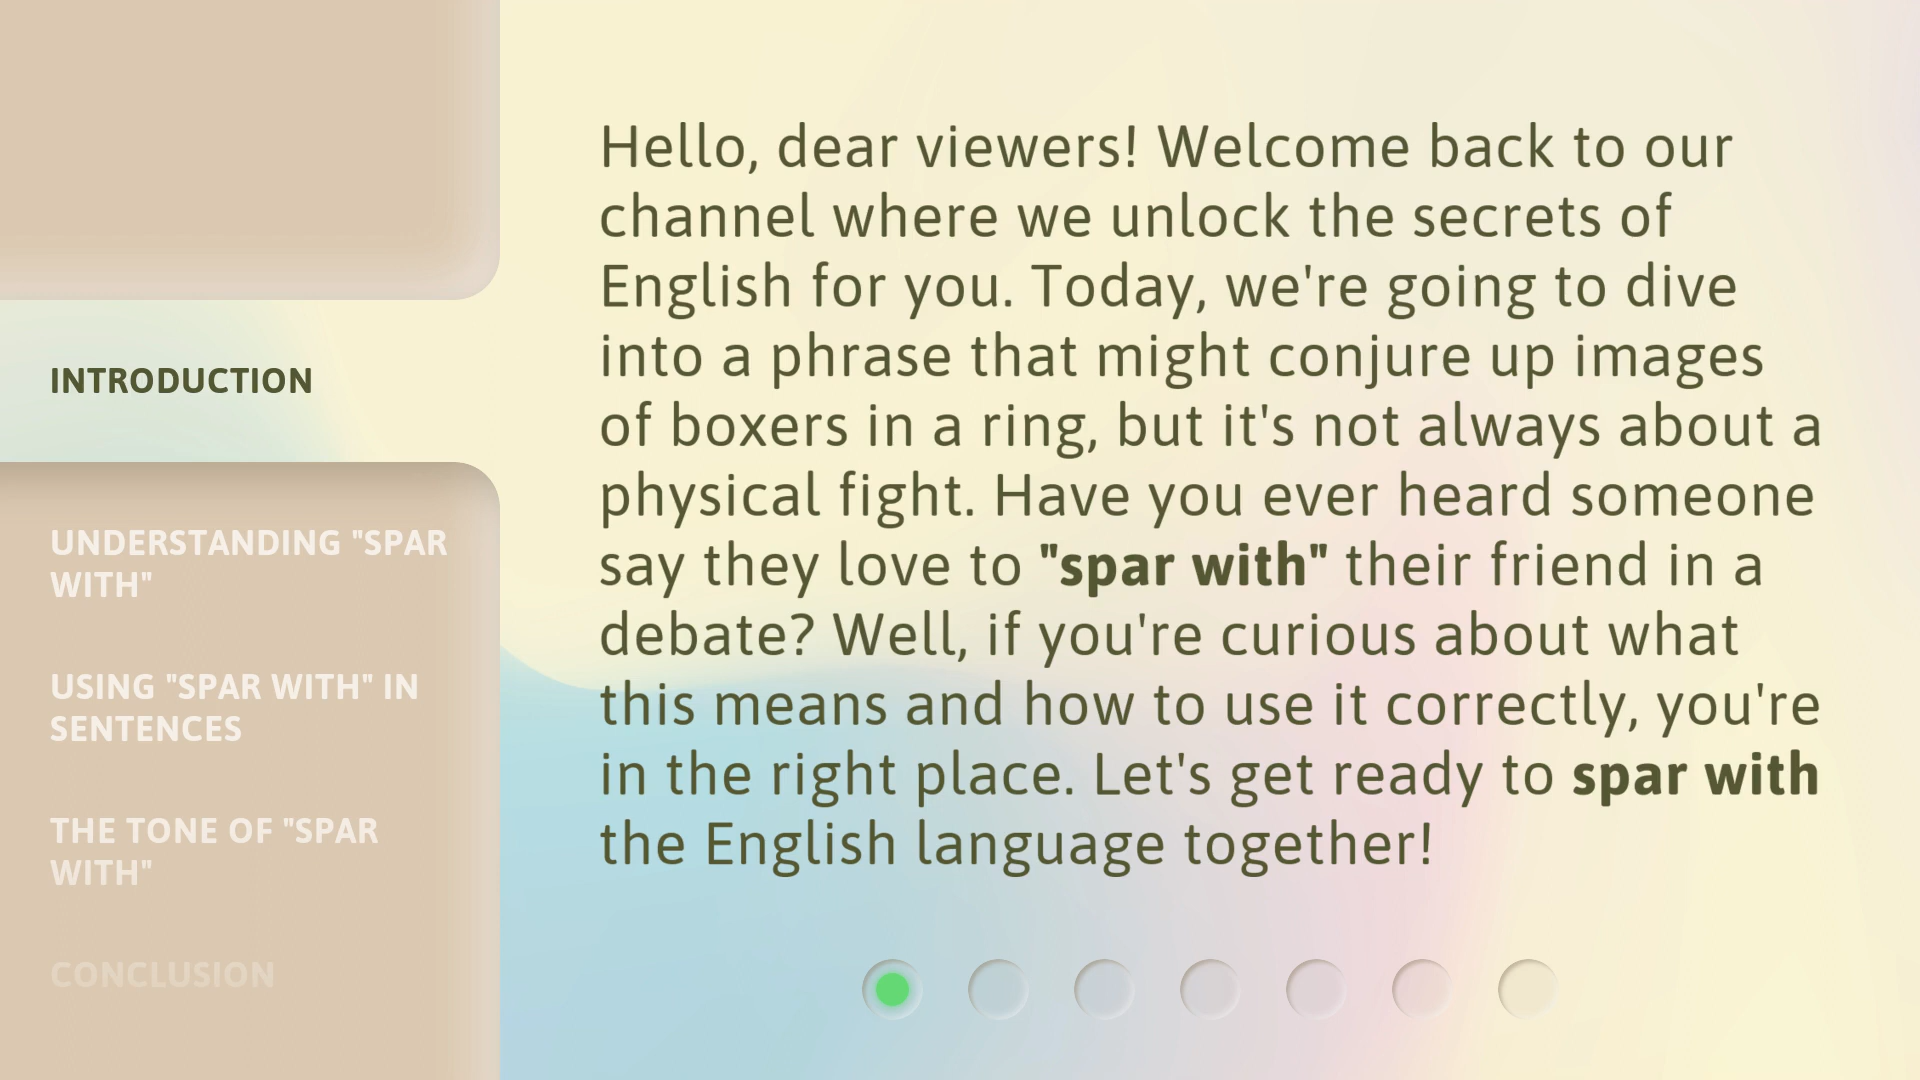 INTRODUCTION
UNDERSTANDING "SPAR
WITH"
USING "SPAR WITH" IN
SENTENCES
THE TONE OF "SPAR
WITH"
CONCLUSION
Hello, dear viewers! Welcome back to our
channel where we unlock the secrets of
English for you. Today, we're going to dive
into a phrase that might conjure up images
of boxers in a ring, but it's not always about a
physical fight. Have you ever heard someone
say they love to "spar with" their friend in a
debate? Well, if you're curious about what
this means and how to use it correctly, you're
in the right place. Let's get ready to spar with
the English language together!